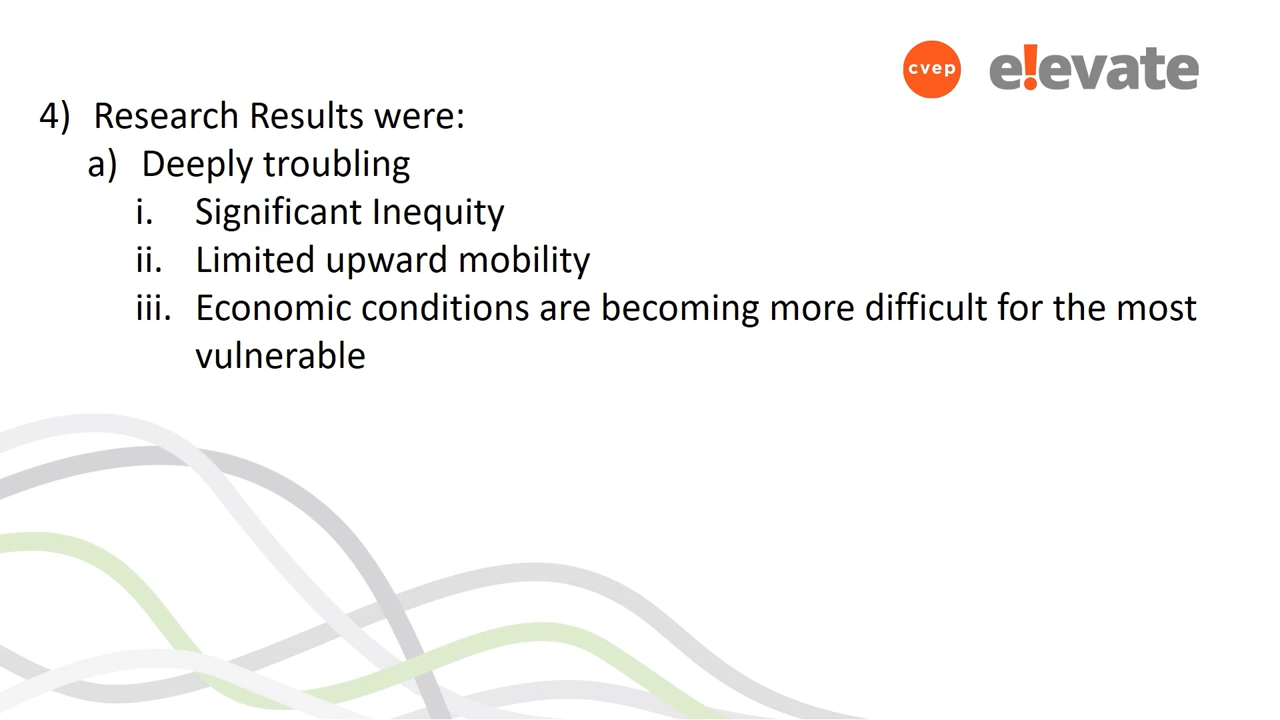 cvep e!evate
4) Research Results were:
a) Deeply troubling
i. Significant Inequity
ii. Limited upward mobility
iii. Economic conditions are becoming more difficult for the most
vulnerable